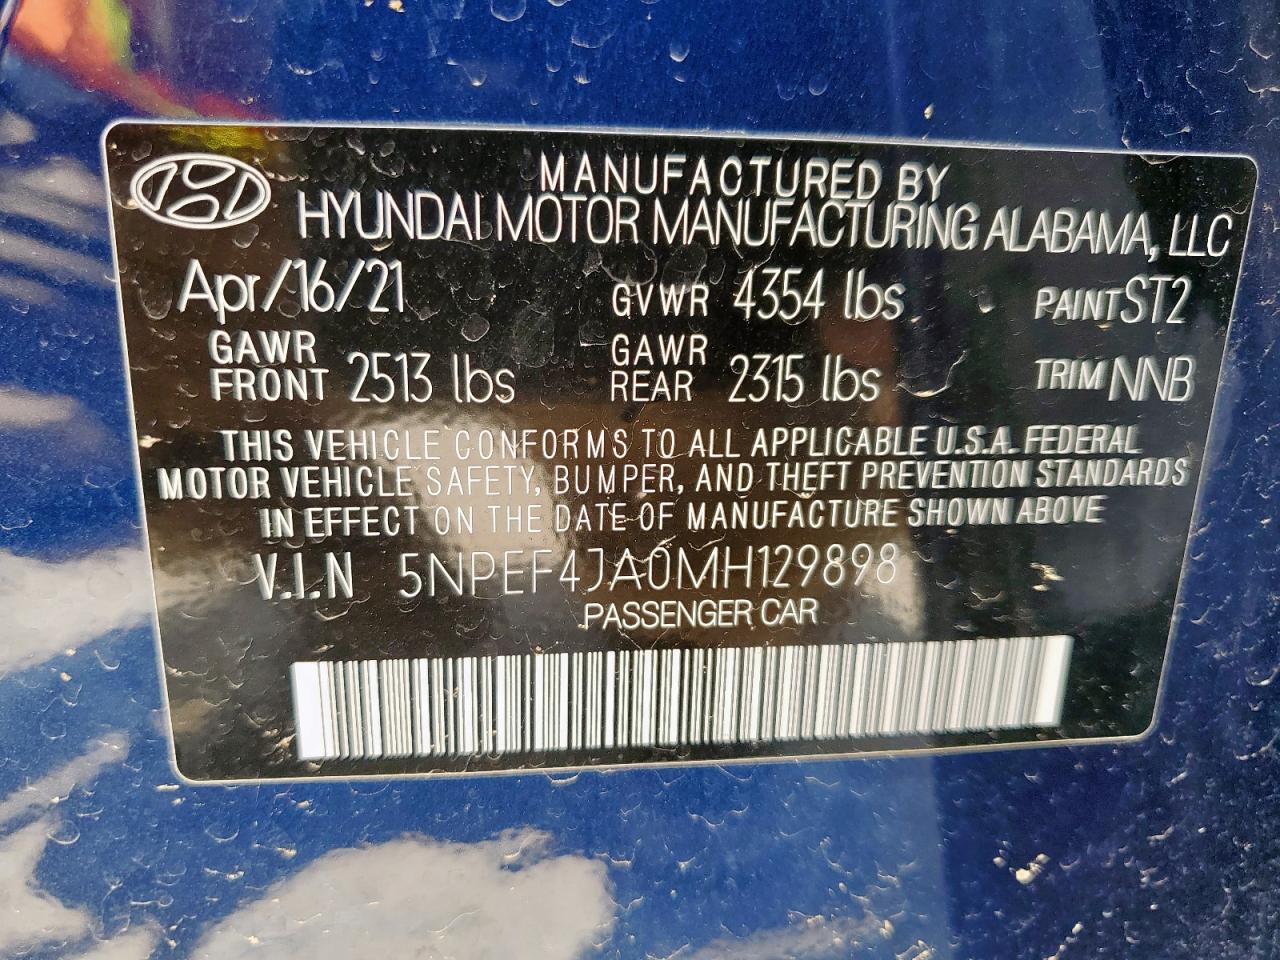 MANUFACTURED BY
HYUNDAI MOTOR MANUFACTURING ALABAMA, LLC
Apr/16/21 GVWR 4354 lbs PAINT ST2
GAWR FRONT 2513 lbs GAWR REAR 2315 lbs TRIM NNB
THIS VEHICLE CONFORMS TO ALL APPLICABLE U.S.A. FEDERAL
MOTOR VEHICLE SAFETY, BUMPER, AND THEFT PREVENTION STANDARDS
IN EFFECT ON THE DATE OF MANUFACTURE SHOWN ABOVE
V.I.N 5NPEF4JA0MH129898
PASSENGER CAR